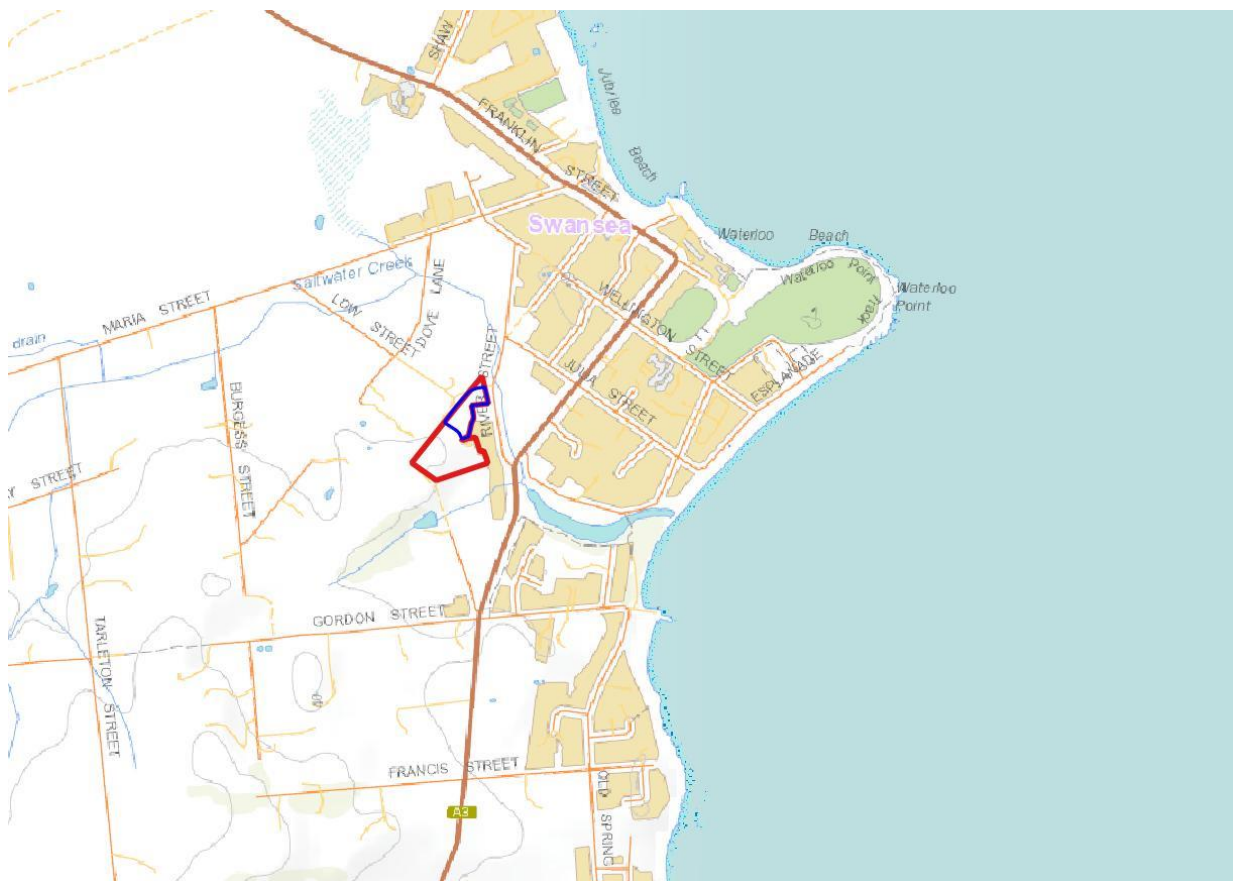 SHAW
Jubilee
Beach
FRANKLIN
STREET
Swansea
Waterloo Beach
Waterloo Point
Track
Waterloo
Point
Saltwater Creek
MARIA STREET
LOW
STREET
DOVE LANE
drain
WELLINGTON
STREET
RIVER STREET
JULIA
STREET
ESPLANADE
BURGESS
STREET
STREET
GORDON STREET
TARLETON
STREET
40
FRANCIS STREET
A3
OLD
SPRING